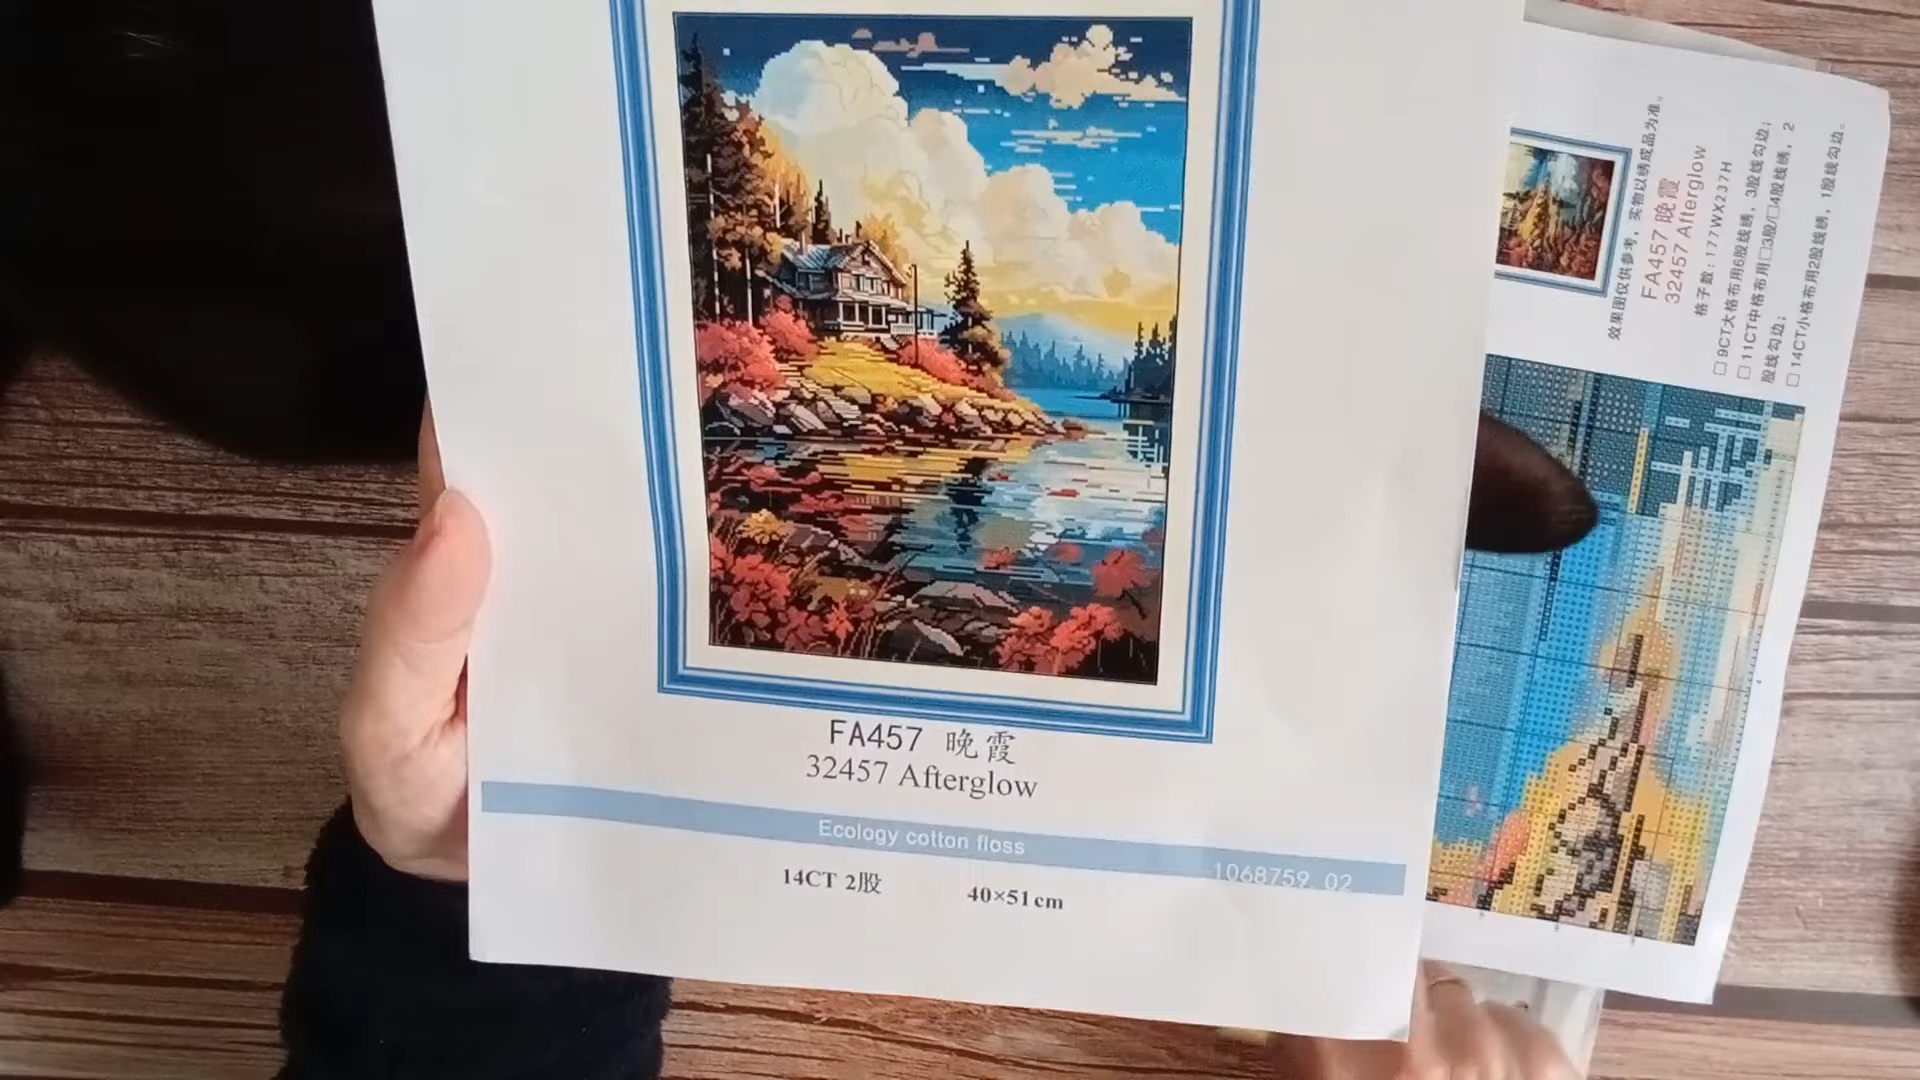 FA457 晚霞
32457 Afterglow
Ecology cotton floss
1068759 02
14CT 2股
40×51cm
效果图仅供参考，实物以绣成品为准。
FA457 晚霞
32457 Afterglow
格子数：177WX237H
□ 9CT大格布用6股线绣，3股线勾边；
□ 11CT中格布用□3股/□4股线绣，2
股线勾边；
□ 14CT小格布用2股线绣，1股线勾边。